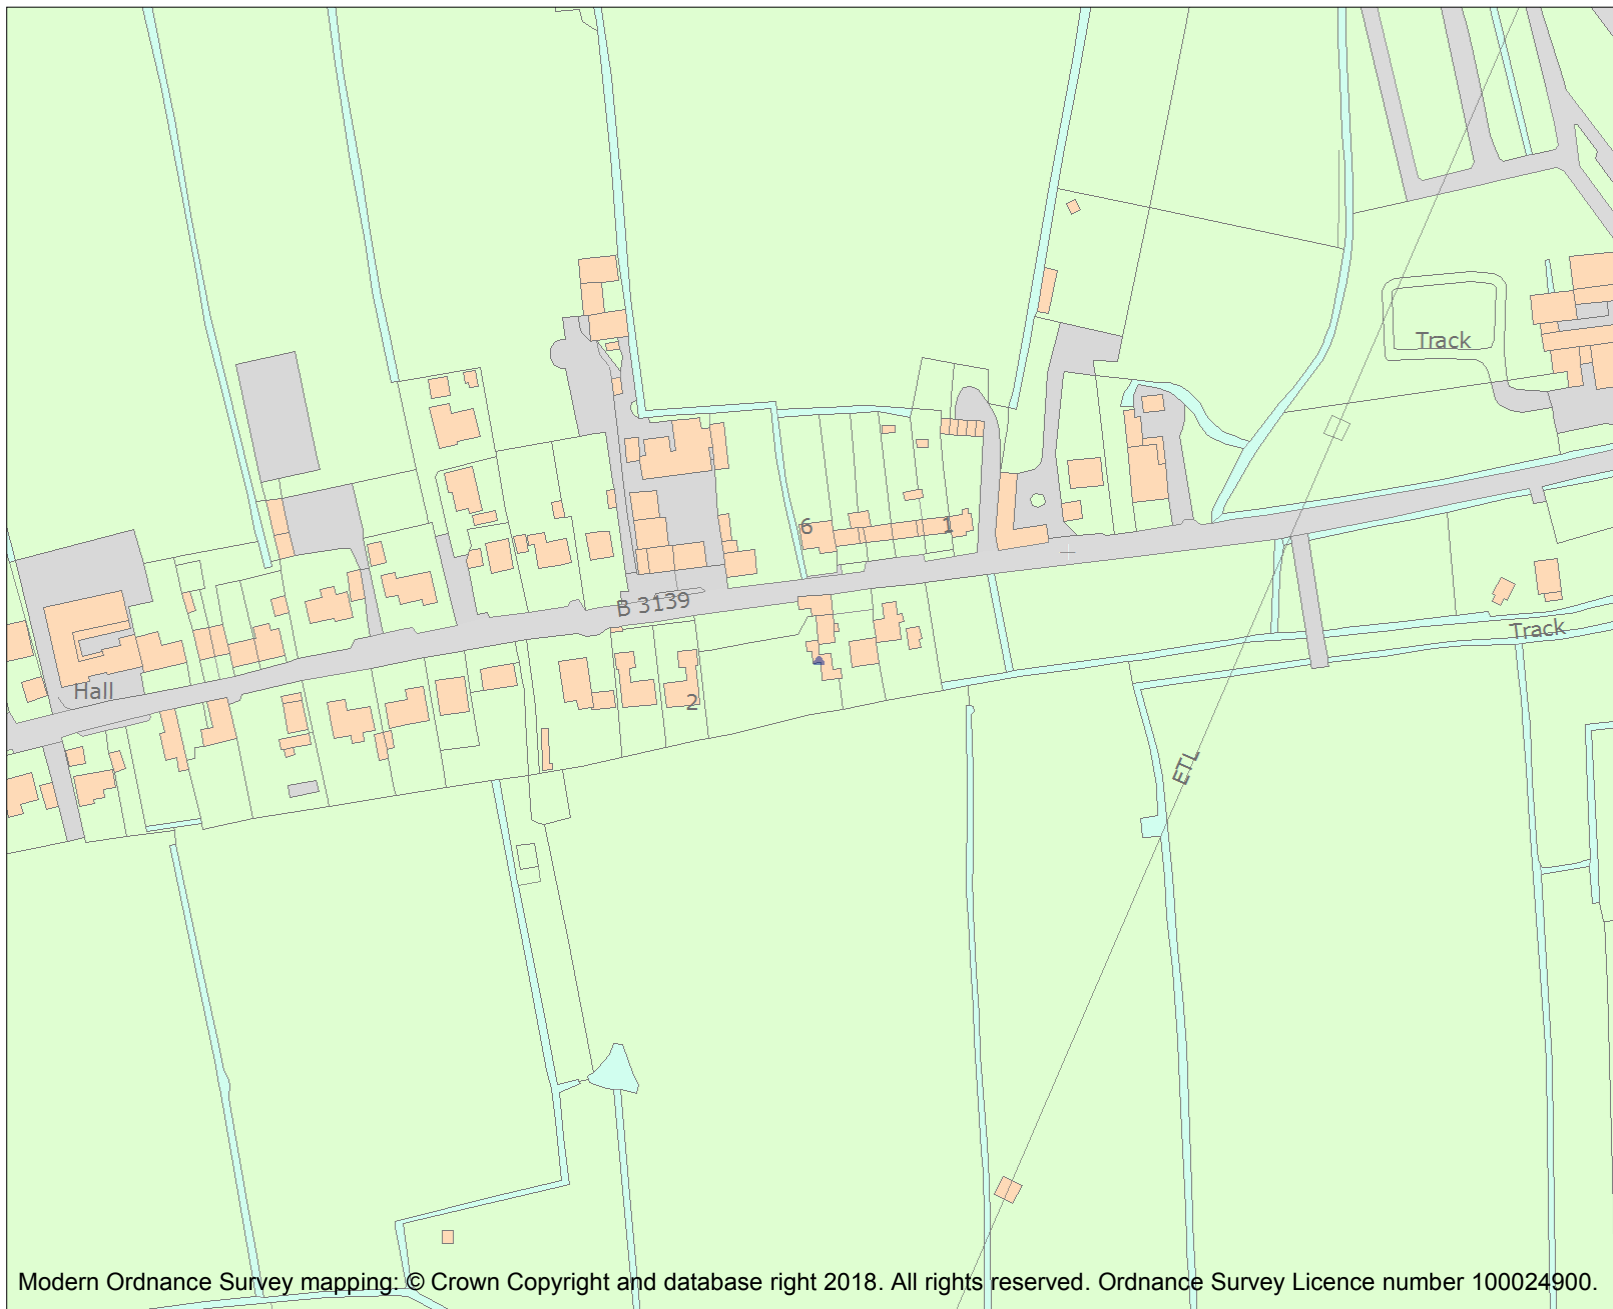 Track
6
1
B 3139
Track
Hall
2
ETL
Modern Ordnance Survey mapping: © Crown Copyright and database right 2018. All rights reserved. Ordnance Survey Licence number 100024900.